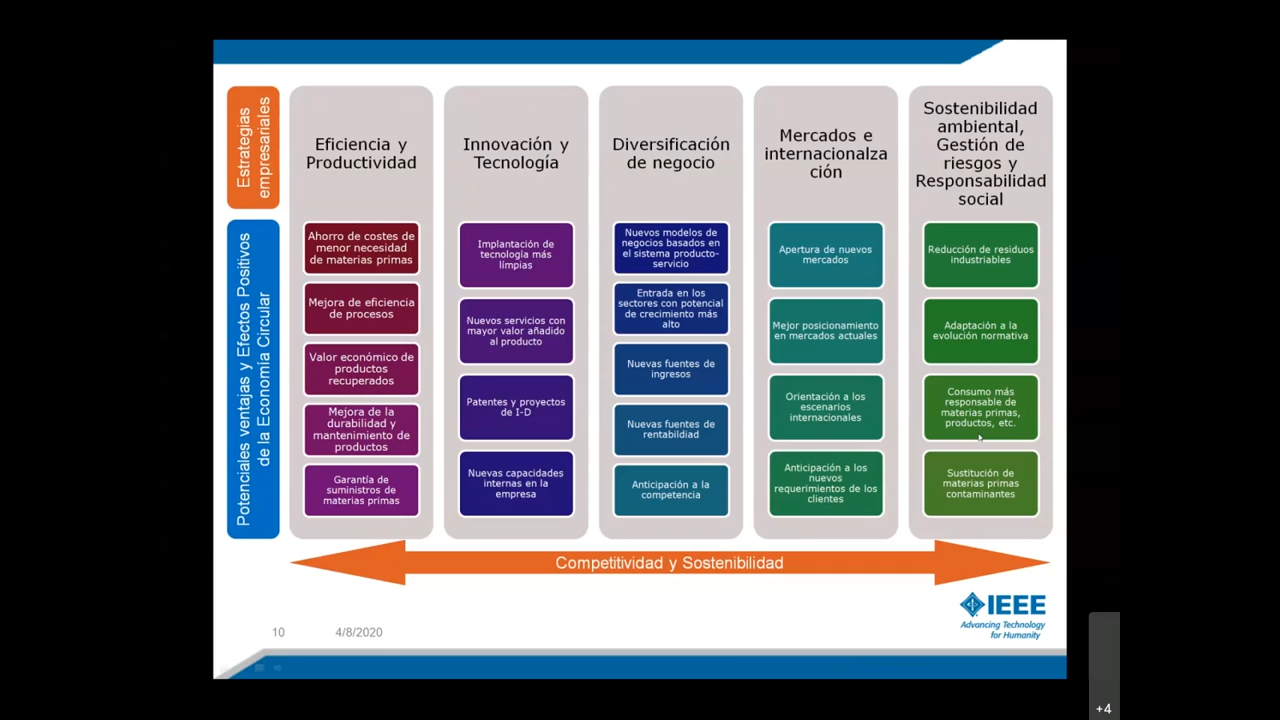 Estrategias
empresariales
Potenciales ventajas y Efectos Positivos
de la Economía Circular
Eficiencia y
Productividad
Ahorro de costes de
menor necesidad
de materias primas
Mejora de eficiencia
de procesos
Valor económico de
productos
recuperados
Mejora de la
durabilidad y
mantenimiento de
productos
Garantía de
suministros de
materias primas
Innovación y
Tecnología
Implantación de
tecnología más
límpias
Nuevos servicios con
mayor valor añadido
al producto
Patentes y proyectos
de I-D
Nuevas capacidades
internas en la
empresa
Diversificación
de negocio
Nuevos modelos de
negocios basados en
el sistema producto-
servicio
Entrada en los
sectores con potencial
de crecimiento más
alto
Nuevas fuentes de
ingresos
Nuevas fuentes de
rentabildiad
Anticipación a la
competencia
Mercados e
internacionalza
ción
Apertura de nuevos
mercados
Mejor posicionamiento
en mercados actuales
Orientación a los
escenarios
internacionales
Anticipación a los
nuevos
requerimientos de los
clientes
Sostenibilidad
ambiental,
Gestión de
riesgos y
Responsabilidad
social
Reducción de residuos
industriables
Adaptación a la
evolución normativa
Consumo más
responsable de
materias primas,
productos, etc.
Sustitución de
materias primas
contaminantes
Competitividad y Sostenibilidad
10
4/8/2020
IEEE
Advancing Technology
for Humanity
+4